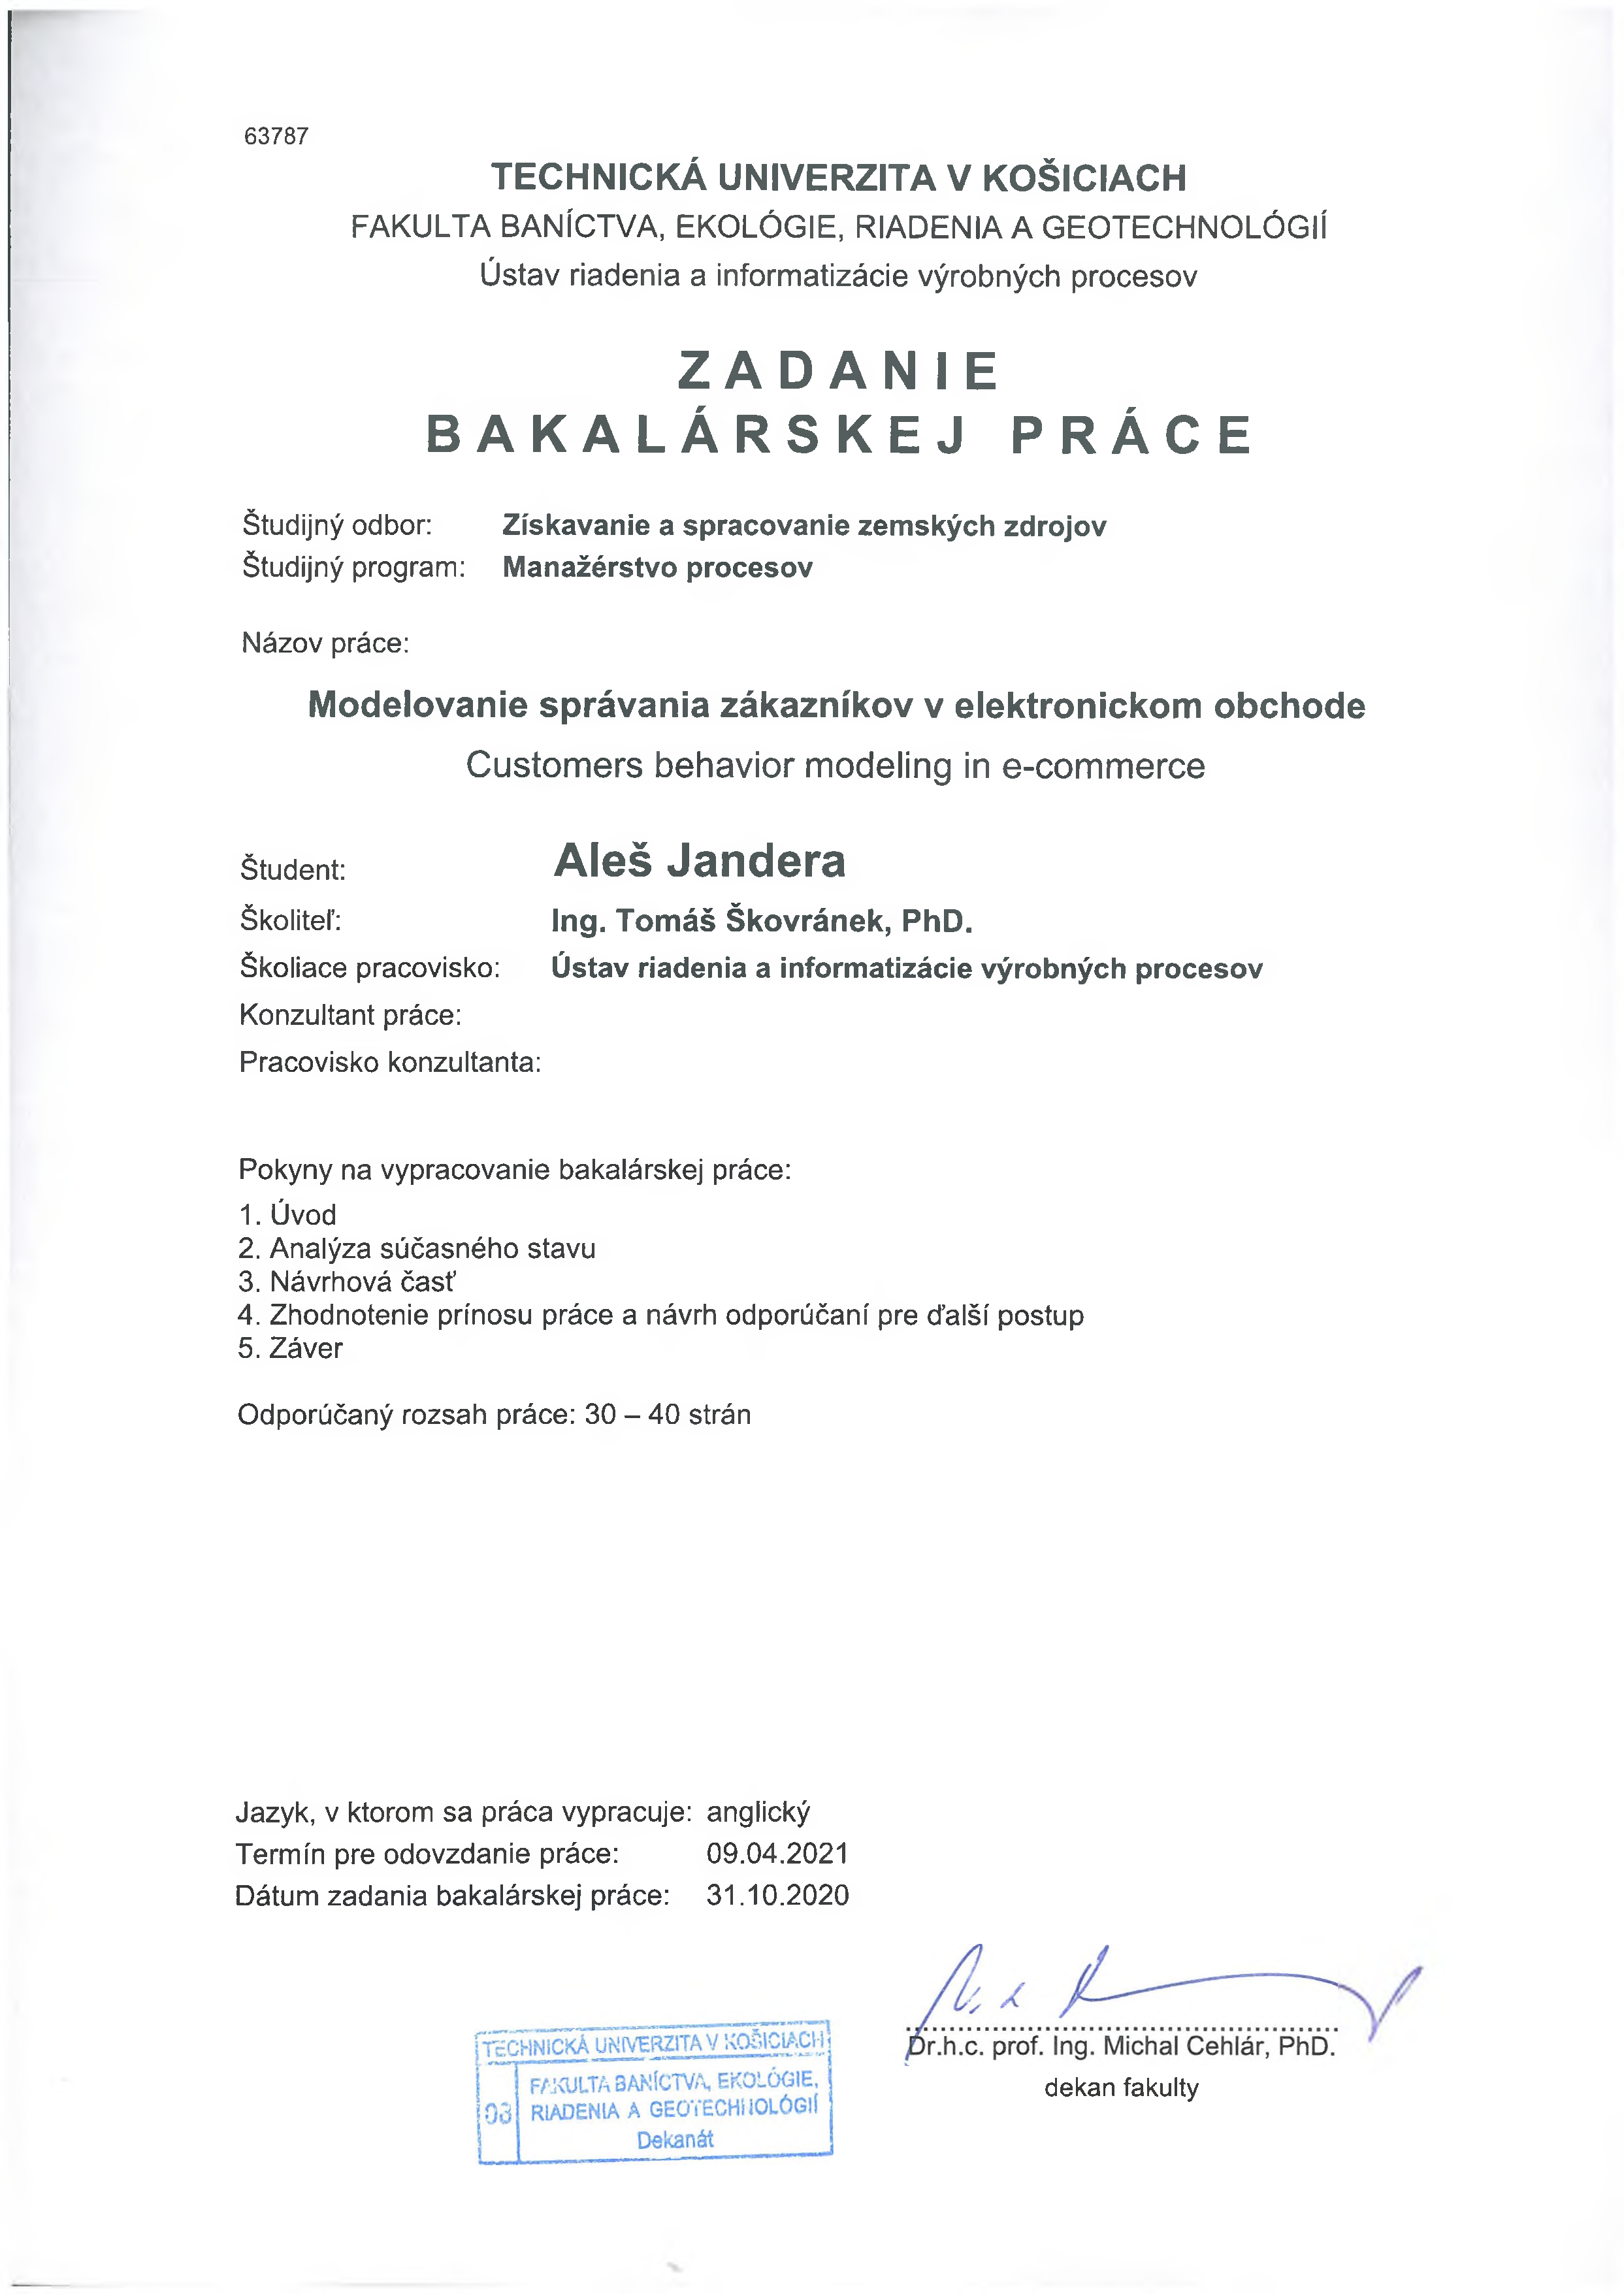 63787
TECHNICKÁ UNIVERZITA V KOŠICIACH
FAKULTA BANÍCTVA, EKOLÓGIE, RIADENIA A GEOTECHNOLÓGIÍ
Ústav riadenia a informatizácie výrobných procesov
ZADANIE
BAKALÁRSKEJ PRÁCE
Študijný odbor: Získavanie a spracovanie zemských zdrojov
Študijný program: Manažérstvo procesov
Názov práce:
Modelovanie správania zákazníkov v elektronickom obchode
Customers behavior modeling in e-commerce
Študent: Aleš Jandera
Školiteľ: Ing. Tomáš Škovránek, PhD.
Školiace pracovisko: Ústav riadenia a informatizácie výrobných procesov
Konzultant práce:
Pracovisko konzultanta:
Pokyny na vypracovanie bakalárskej práce:
1. Úvod
2. Analýza súčasného stavu
3. Návrhová časť
4. Zhodnotenie prínosu práce a návrh odporúčaní pre ďalší postup
5. Záver
Odporúčaný rozsah práce: 30 – 40 strán
Jazyk, v ktorom sa práca vypracuje: anglický
Termín pre odovzdanie práce: 09.04.2021
Dátum zadania bakalárskej práce: 31.10.2020
Dr.h.c. prof. Ing. Michal Cehlár, PhD.
dekan fakulty
TECHNICKÁ UNIVERZITA V KOŠICIACH
FAKULTA BANÍCTVA, EKOLÓGIE,
03 RIADENIA A GEOTECHNOLÓGIÍ
Dekanát